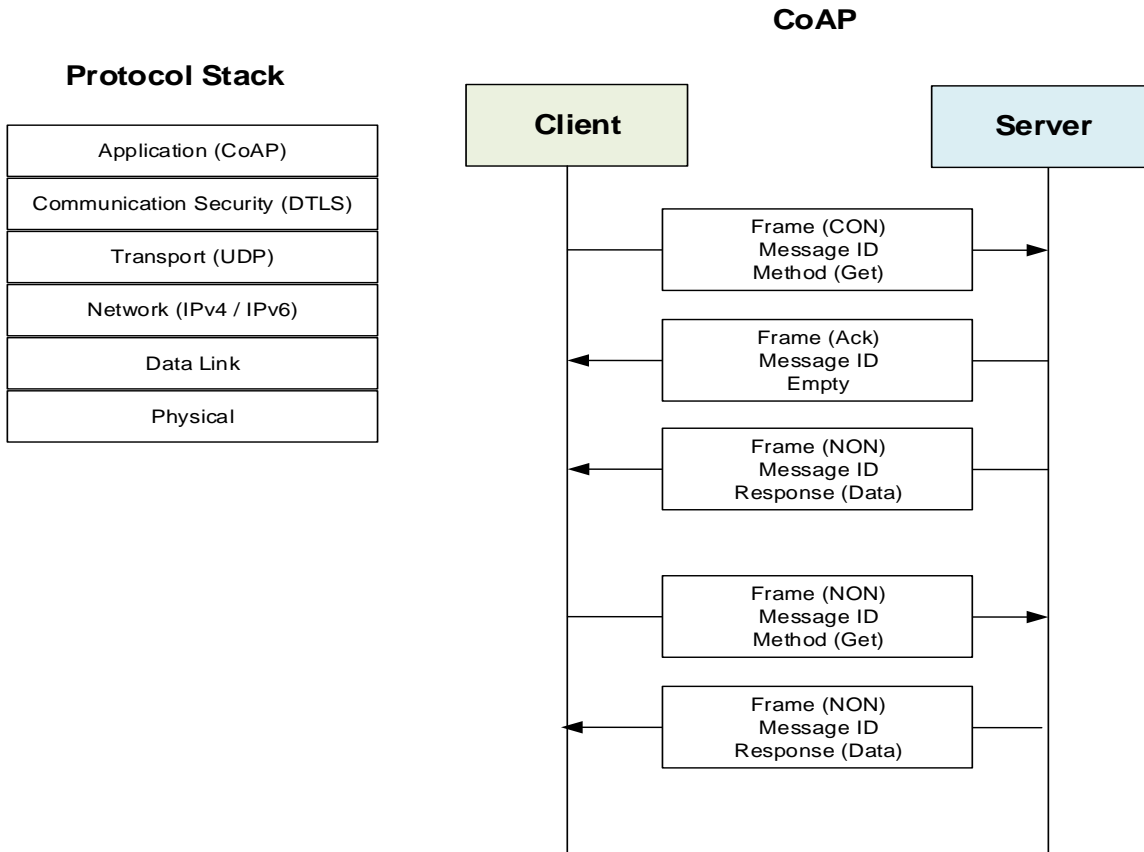 CoAP
Protocol Stack
Application (CoAP)
Communication Security (DTLS)
Transport (UDP)
Network (IPv4 / IPv6)
Data Link
Physical
Client
Server
Frame (CON)
Message ID
Method (Get)
Frame (Ack)
Message ID
Empty
Frame (NON)
Message ID
Response (Data)
Frame (NON)
Message ID
Method (Get)
Frame (NON)
Message ID
Response (Data)